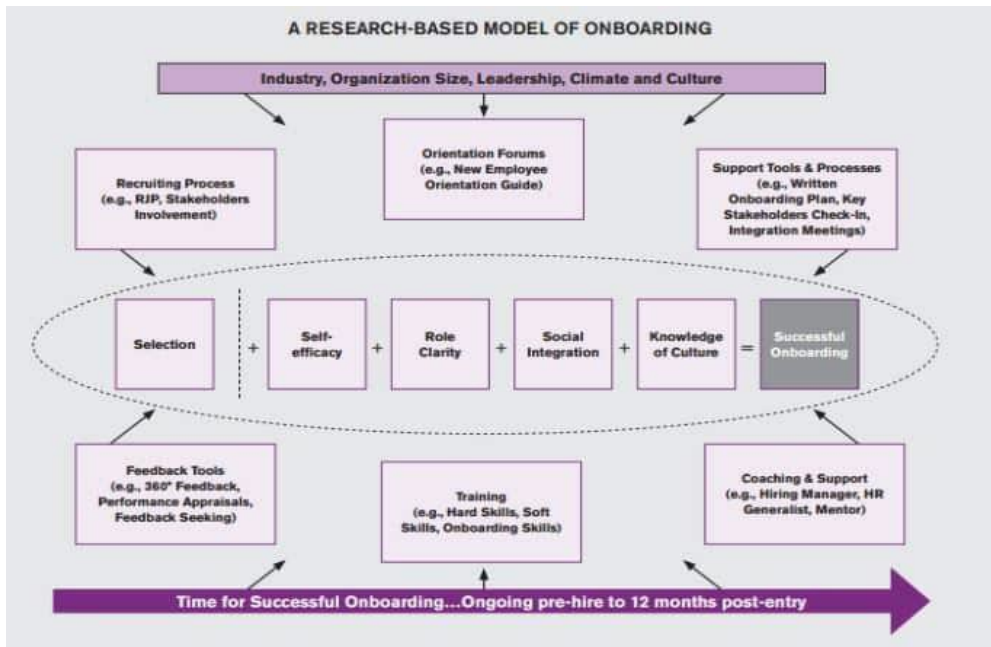 A RESEARCH-BASED MODEL OF ONBOARDING
Industry, Organization Size, Leadership, Climate and Culture
Recruiting Process
(e.g., RJP, Stakeholders
Involvement)
Orientation Forums
(e.g., New Employee
Orientation Guide)
Support Tools & Processes
(e.g., Written
Onboarding Plan, Key
Stakeholders Check-In,
Integration Meetings)
Selection
+
Self-
efficacy
+
Role
Clarity
+
Social
Integration
+
Knowledge
of Culture
=
Successful
Onboarding
Feedback Tools
(e.g., 360° Feedback,
Performance Appraisals,
Feedback Seeking)
Training
(e.g., Hard Skills, Soft
Skills, Onboarding Skills)
Coaching & Support
(e.g., Hiring Manager, HR
Generalist, Mentor)
Time for Successful Onboarding...Ongoing pre-hire to 12 months post-entry